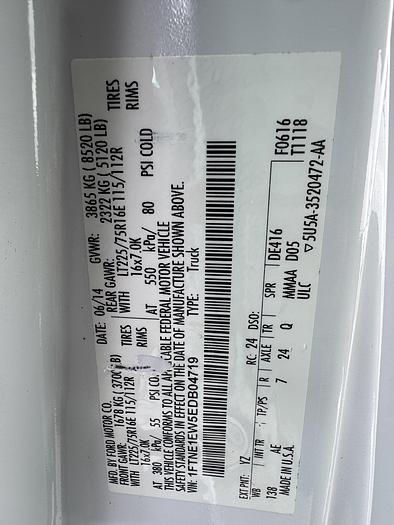 MFD. BY FORD MOTOR CO.
DATE: 06/14 GVWR: 3865 KG ( 8520 LB)
FRONT GAWR: 1678 KG (3700 LB) REAR GAWR: 2322 KG ( 5120 LB)
LT225/75R16E 115/112R TIRES WITH LT225/75R16E 115/112R TIRES
16x7.0K RIMS 16x7.0K RIMS
AT 380 kPa/ 55 PSI COLD AT 550 kPa/ 80 PSI COLD
THIS VEHICLE CONFORMS TO ALL APPLICABLE FEDERAL MOTOR VEHICLE
IN EFFECT ON THE DATE OF MANUFACTURE SHOWN ABOVE.
VIN: 1FTNE1EW5EDB04719
TYPE: Truck
F0616
T1118
EXT PNT: YZ RC: 24 DSO: DE416
WB INT TR TP/PS R AXLE TR SPR
138 AE 7 24 Q MMAA D05
MADE IN U.S.A. ULC ▽5U5A-3520472-AA